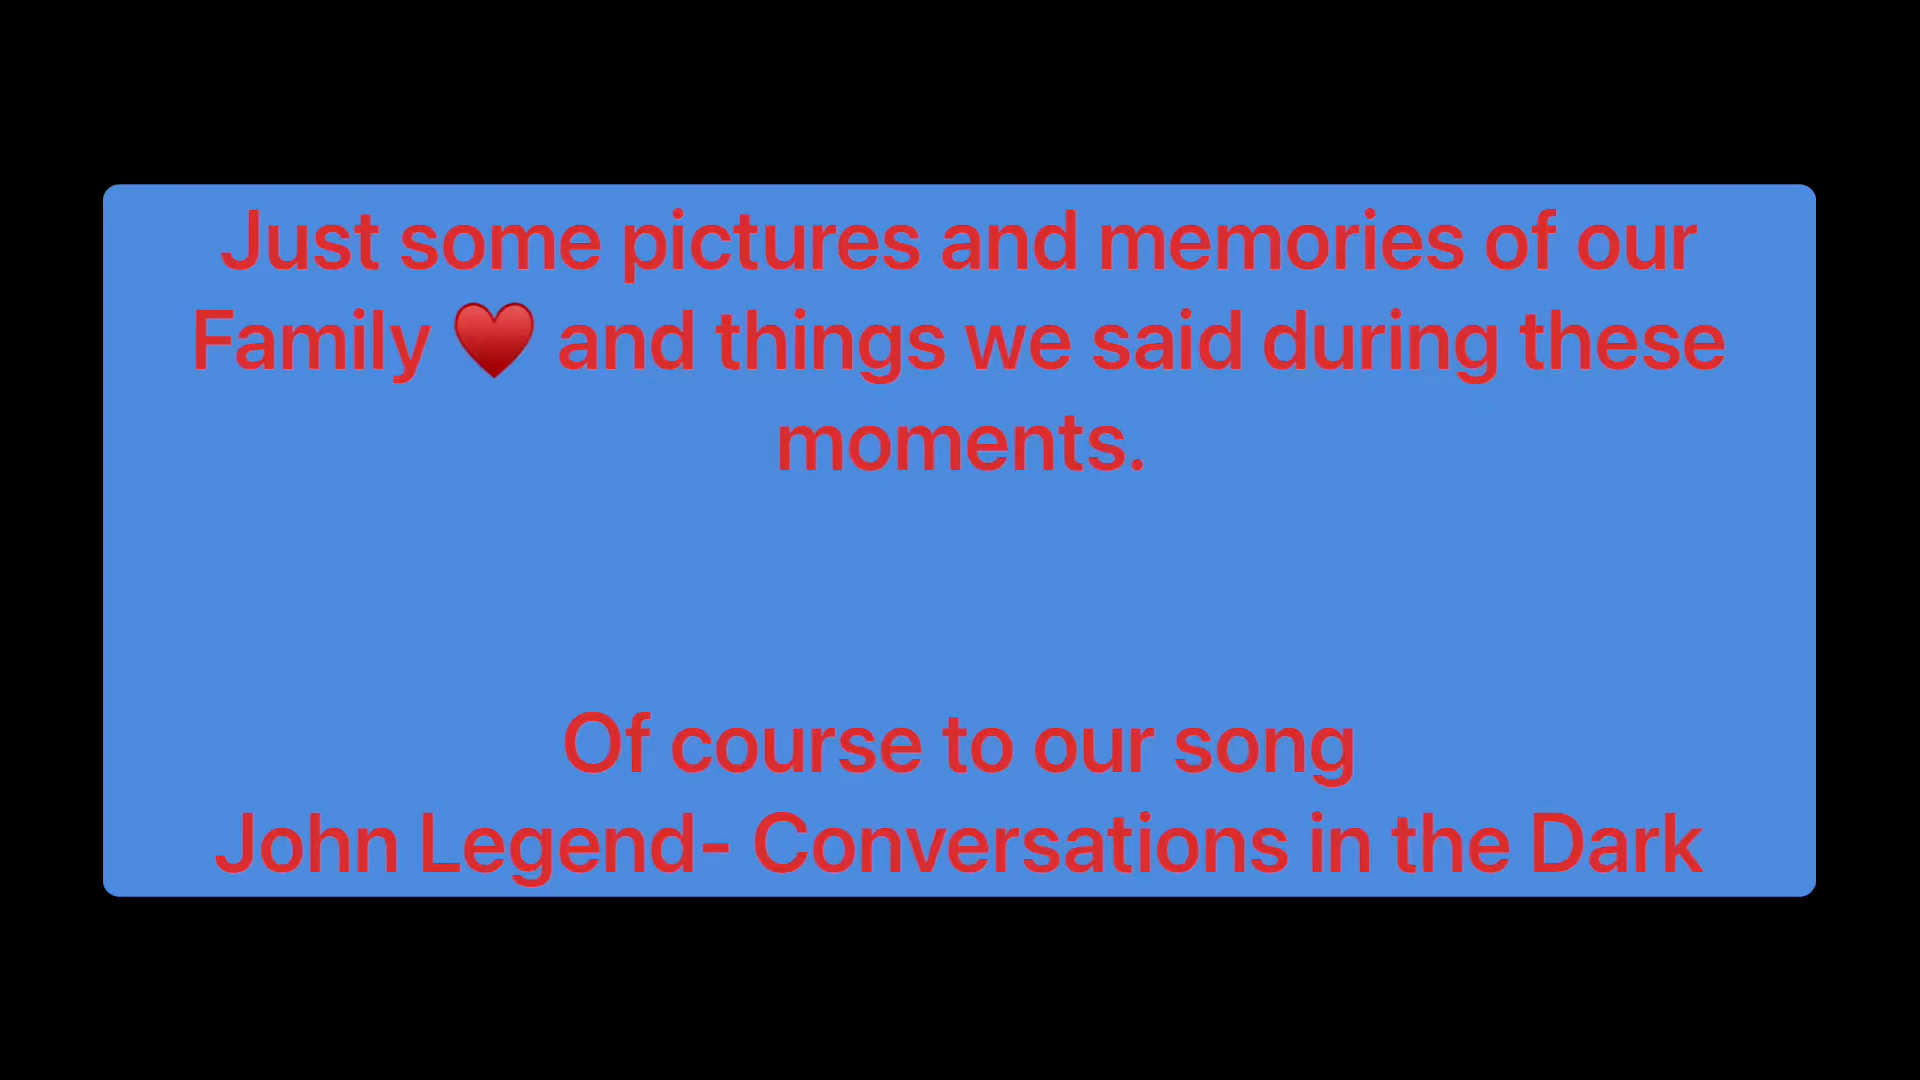 Just some pictures and memories of our
Family ♥️ and things we said during these
moments.
Of course to our song
John Legend- Conversations in the Dark